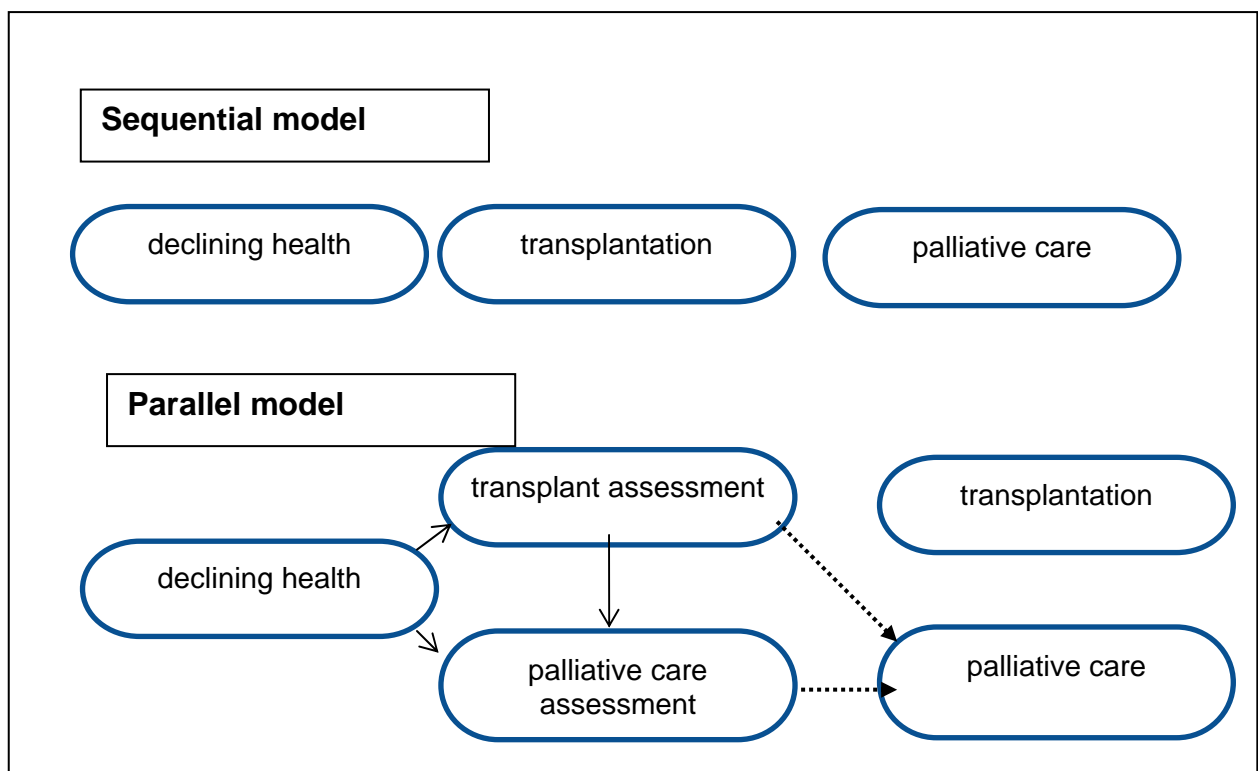 Sequential model
declining health
transplantation
palliative care
Parallel model
transplant assessment
transplantation
declining health
palliative care
assessment
palliative care